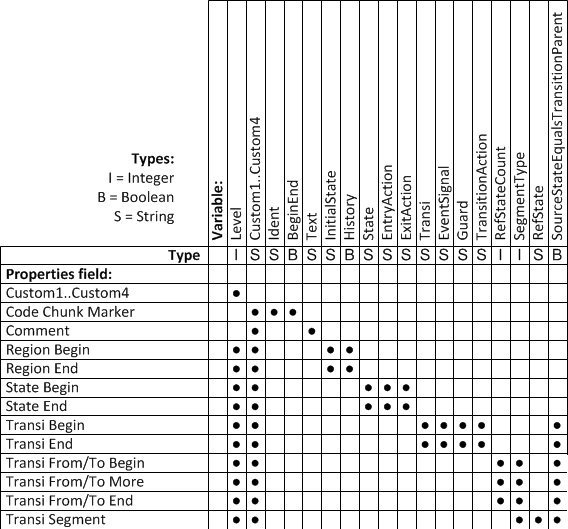 Types:
I = Integer
B = Boolean
S = String
Variable:
Level
Custom1..Custom4
Ident
BeginEnd
Text
InitialState
History
State
EntryAction
ExitAction
Transi
EventSignal
Guard
TransitionAction
RefStateCount
SegmentType
RefState
SourceStateEqualsTransitionParent
Type I S S B S S B S S S S S S S I I S B
Properties field:
Custom1..Custom4 ●
Code Chunk Marker ● ● ●
Comment ● ●
Region Begin ● ● ● ●
Region End ● ● ● ●
State Begin ● ● ● ● ●
State End ● ● ● ● ●
Transi Begin ● ● ● ● ● ● ●
Transi End ● ● ● ● ● ● ●
Transi From/To Begin ● ● ● ● ●
Transi From/To More ● ● ● ● ●
Transi From/To End ● ● ● ● ●
Transi Segment ● ● ● ● ●